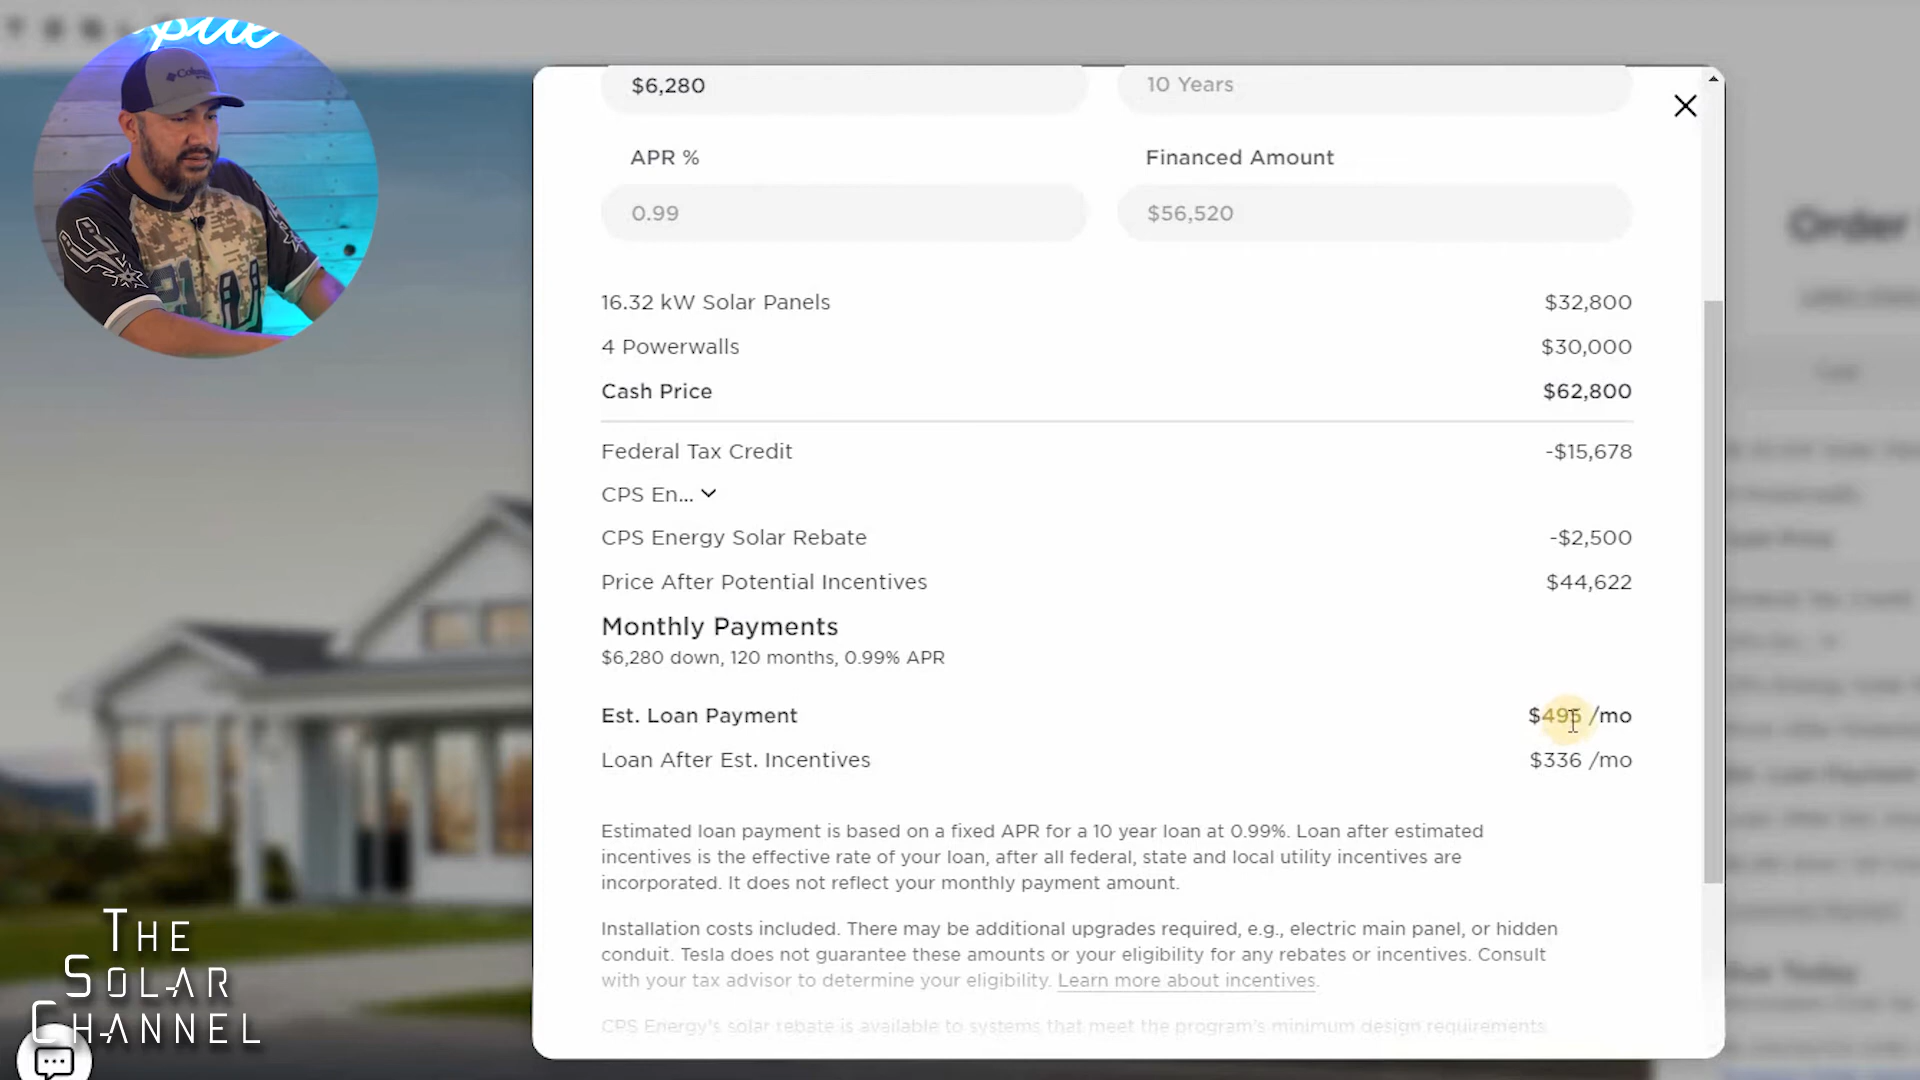 $6,280
10 Years
APR %
Financed Amount
0.99
$56,520
16.32 kW Solar Panels
$32,800
4 Powerwalls
$30,000
Cash Price
$62,800
Federal Tax Credit
-$15,678
CPS En...
CPS Energy Solar Rebate
-$2,500
Price After Potential Incentives
$44,622
Monthly Payments
$6,280 down, 120 months, 0.99% APR
Est. Loan Payment
$495 /mo
Loan After Est. Incentives
$336 /mo
Estimated loan payment is based on a fixed APR for a 10 year loan at 0.99%. Loan after estimated
incentives is the effective rate of your loan, after all federal, state and local utility incentives are
incorporated. It does not reflect your monthly payment amount.
Installation costs included. There may be additional upgrades required, e.g., electric main panel, or hidden
conduit. Tesla does not guarantee these amounts or your eligibility for any rebates or incentives. Consult
with your tax advisor to determine your eligibility. Learn more about incentives.
CPS Energy's solar rebate is available to systems that meet the program's minimum design requirements
Order
THE
SOLAR
CHANNEL